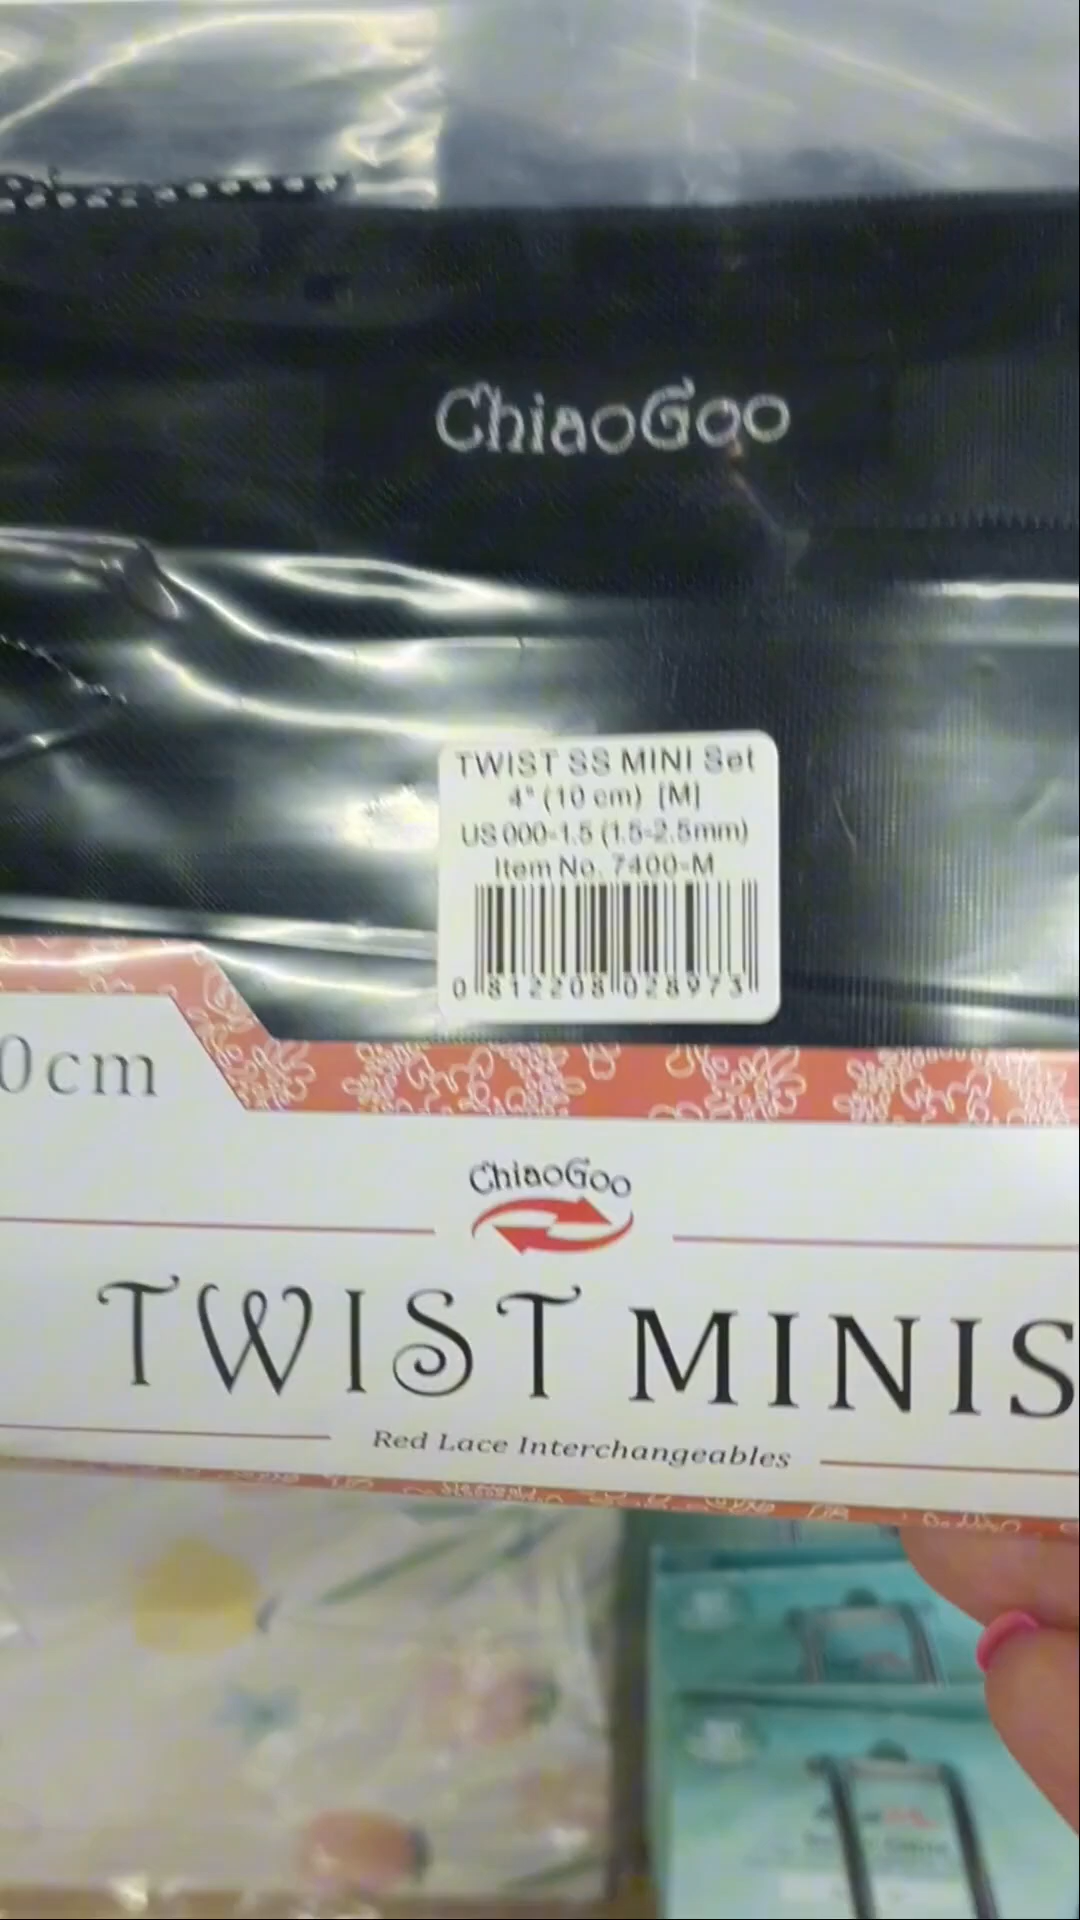 ChiaoGoo
TWIST SS MINI Set
4" (10 cm) [M]
US 000-1.5 (1.5-2.5mm)
Item No. 7400-M
0 812208 028973
0cm
ChiaoGoo
TWIST MINIS
Red Lace Interchangeables